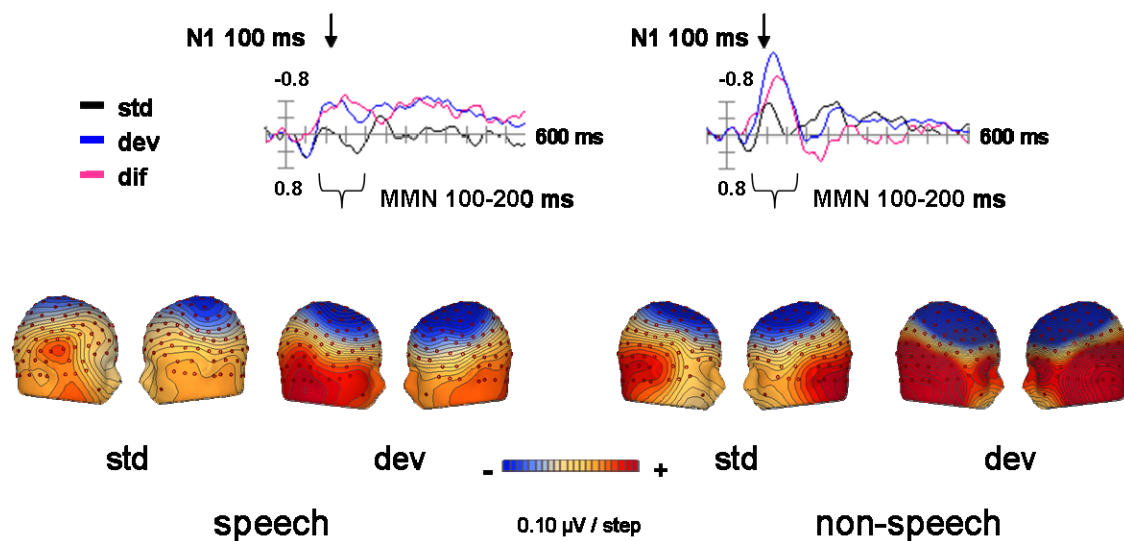 N1 100 ms
N1 100 ms
-0.8
-0.8
std
dev
dif
600 ms
600 ms
0.8
0.8
MMN 100-200 ms
MMN 100-200 ms
std
dev
-
+
std
dev
speech
0.10 µV / step
non-speech